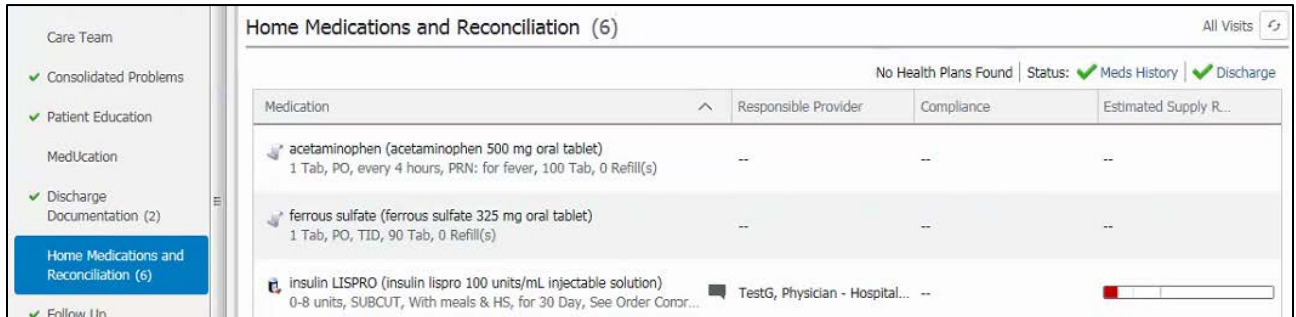 Care Team
Consolidated Problems
Patient Education
MedUcation
Discharge
Documentation (2)
Home Medications and
Reconciliation (6)
Follow Up
Home Medications and Reconciliation (6)
All Visits
No Health Plans Found | Status: Meds History | Discharge
Medication Responsible Provider Compliance Estimated Supply R...
acetaminophen (acetaminophen 500 mg oral tablet)
1 Tab, PO, every 4 hours, PRN: for fever, 100 Tab, 0 Refill(s)
-- -- --
ferrous sulfate (ferrous sulfate 325 mg oral tablet)
1 Tab, PO, TID, 90 Tab, 0 Refill(s)
-- -- --
insulin LISPRO (insulin lispro 100 units/mL injectable solution)
0-8 units, SUBCUT, With meals & HS, for 30 Day, See Order Comr...
TestG, Physician - Hospital... --